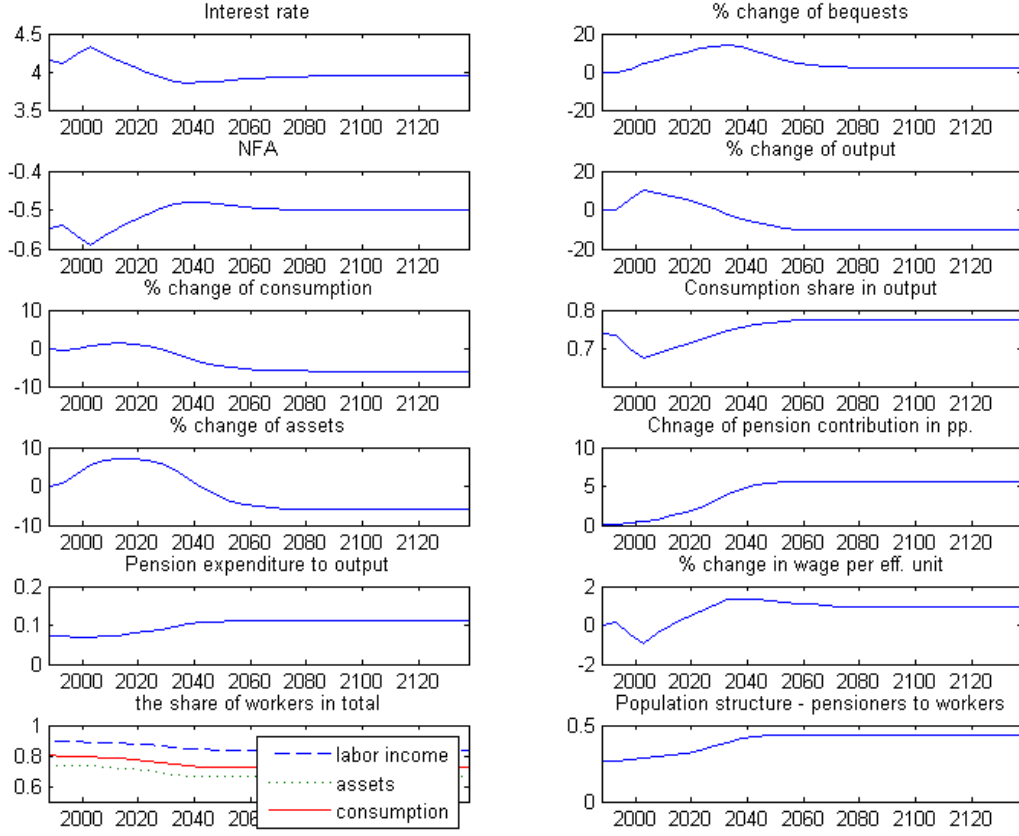 Interest rate
4.5
4
3.5
2000 2020 2040 2060 2080 2100 2120
% change of bequests
20
0
-20
2000 2020 2040 2060 2080 2100 2120
NFA
-0.4
-0.5
-0.6
2000 2020 2040 2060 2080 2100 2120
% change of output
20
0
-20
2000 2020 2040 2060 2080 2100 2120
% change of consumption
10
0
-10
2000 2020 2040 2060 2080 2100 2120
Consumption share in output
0.8
0.7
2000 2020 2040 2060 2080 2100 2120
% change of assets
10
0
-10
2000 2020 2040 2060 2080 2100 2120
Chnage of pension contribution in pp.
10
5
0
2000 2020 2040 2060 2080 2100 2120
Pension expenditure to output
0.2
0.1
0
2000 2020 2040 2060 2080 2100 2120
% change in wage per eff. unit
2
0
-2
2000 2020 2040 2060 2080 2100 2120
the share of workers in total
1
0.8
0.6
labor income
assets
consumption
2000 2020 2040 2060 2080 2100 2120
Population structure - pensioners to workers
0.5
0
2000 2020 2040 2060 2080 2100 2120